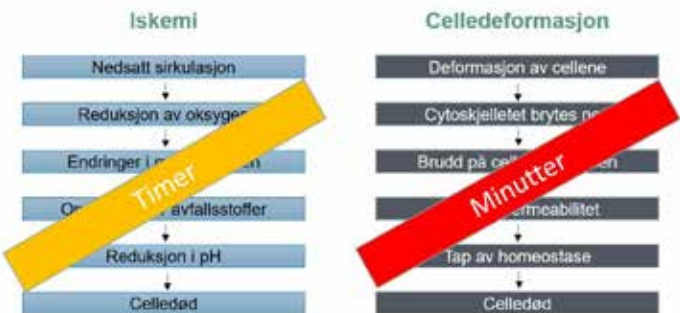 Iskemi
Nedsatt sirkulasjon
Reduksjon av
Endringer i
avfallsstoffer
Reduksjon i pH
Celledød
Timer
Celledeformasjon
Deformasjon av cellene
Cytoskjelettet brytes
Brudd på
Tap av homeostase
Celledød
Minutter